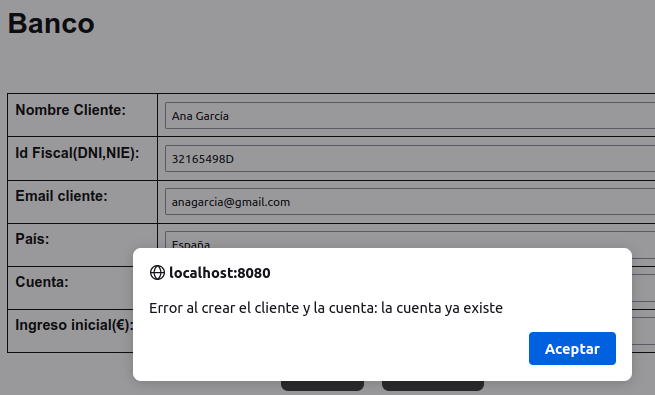 Banco
Nombre Cliente:
Ana García
Id Fiscal(DNI,NIE):
32165498D
Email cliente:
anagarcia@gmail.com
País:
España
Cuenta:
Ingreso inicial(€):
localhost:8080
Error al crear el cliente y la cuenta: la cuenta ya existe
Aceptar